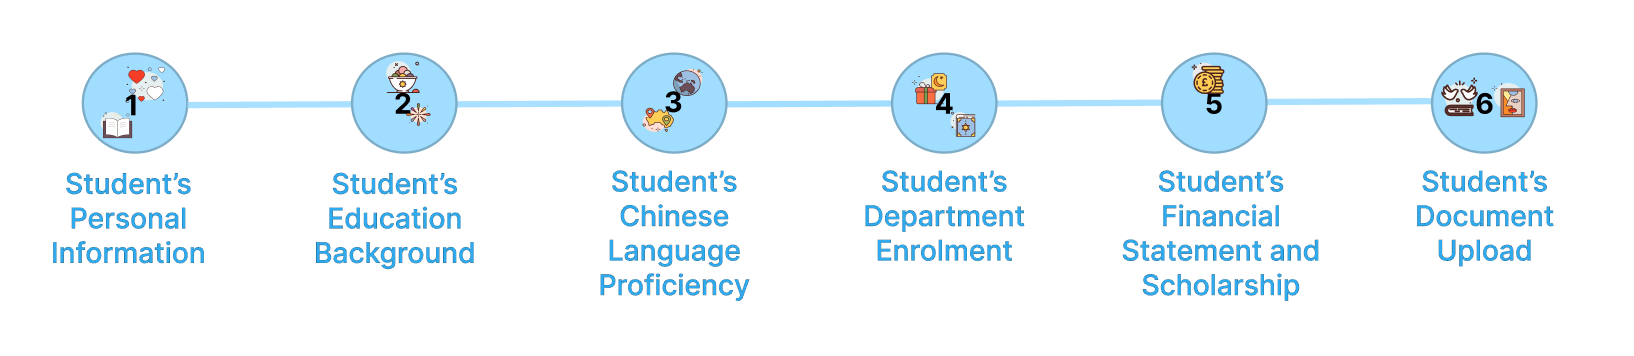 1
Student's
Personal
Information
2
Student's
Education
Background
3
Student's
Chinese
Language
Proficiency
4
Student's
Department
Enrolment
5
Student's
Financial
Statement and
Scholarship
6
Student's
Document
Upload